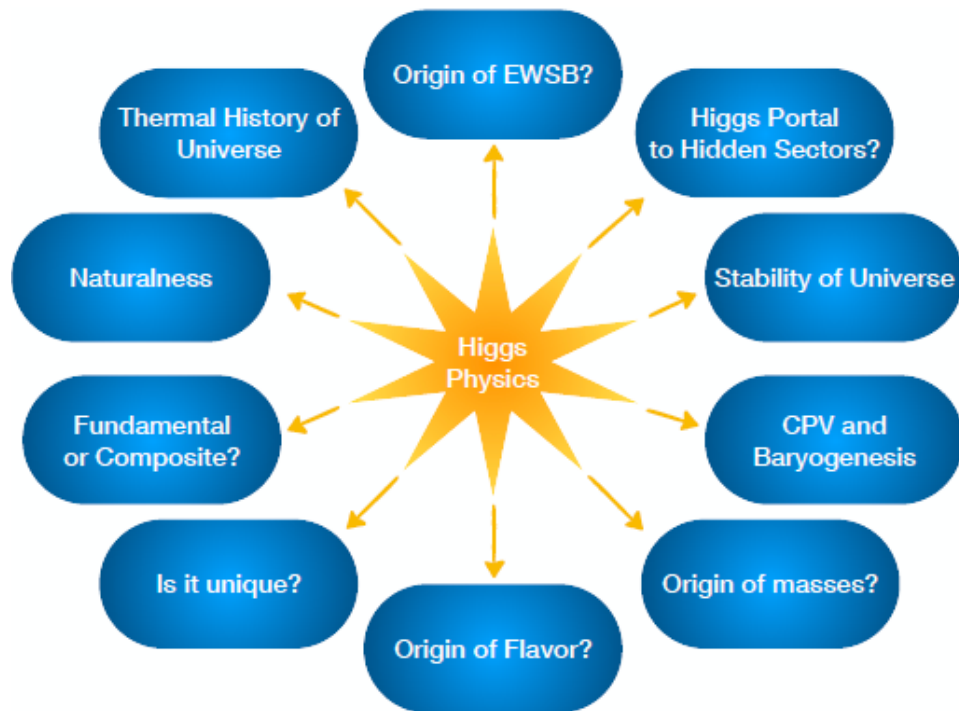 Origin of EWSB?
Thermal History of
Universe
Higgs Portal
to Hidden Sectors?
Naturalness
Stability of Universe
Higgs
Physics
Fundamental
or Composite?
CPV and
Baryogenesis
Is it unique?
Origin of masses?
Origin of Flavor?